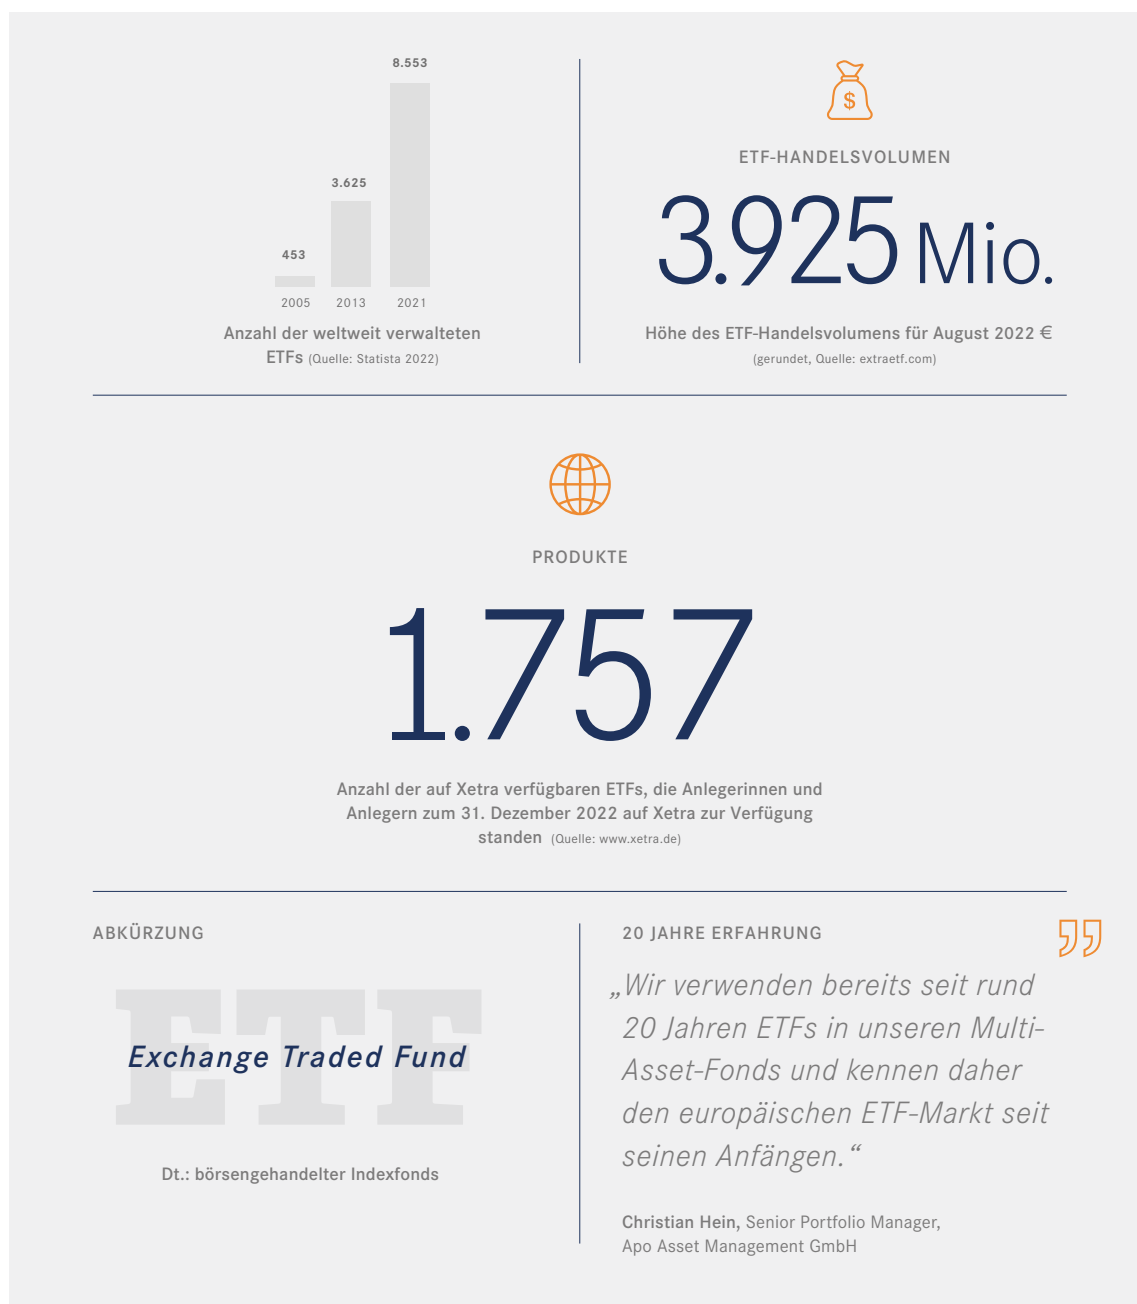 8.553
3.625
453
2005 2013 2021
Anzahl der weltweit verwalteten
ETFs (Quelle: Statista 2022)
$
ETF-HANDELSVOLUMEN
3.925 Mio.
Höhe des ETF-Handelsvolumens für August 2022 €
(gerundet, Quelle: extraetf.com)
PRODUKTE
1.757
Anzahl der auf Xetra verfügbaren ETFs, die Anlegerinnen und
Anlegern zum 31. Dezember 2022 auf Xetra zur Verfügung
standen (Quelle: www.xetra.de)
ABKÜRZUNG
ETF
Exchange Traded Fund
Dt.: börsengehandelter Indexfonds
20 JAHRE ERFAHRUNG
„Wir verwenden bereits seit rund
20 Jahren ETFs in unseren Multi-
Asset-Fonds und kennen daher
den europäischen ETF-Markt seit
seinen Anfängen.“
Christian Hein, Senior Portfolio Manager,
Apo Asset Management GmbH